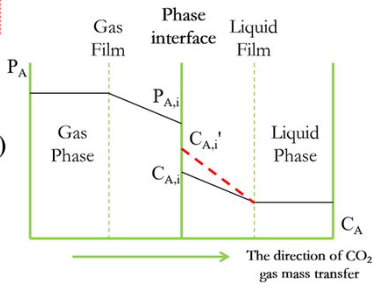 Phase
interface
Gas
Film
Liquid
Film
P_A
P_A,i
Gas
Phase
C_A,i'
Liquid
Phase
)
C_A,i
C_A
The direction of CO₂
gas mass transfer